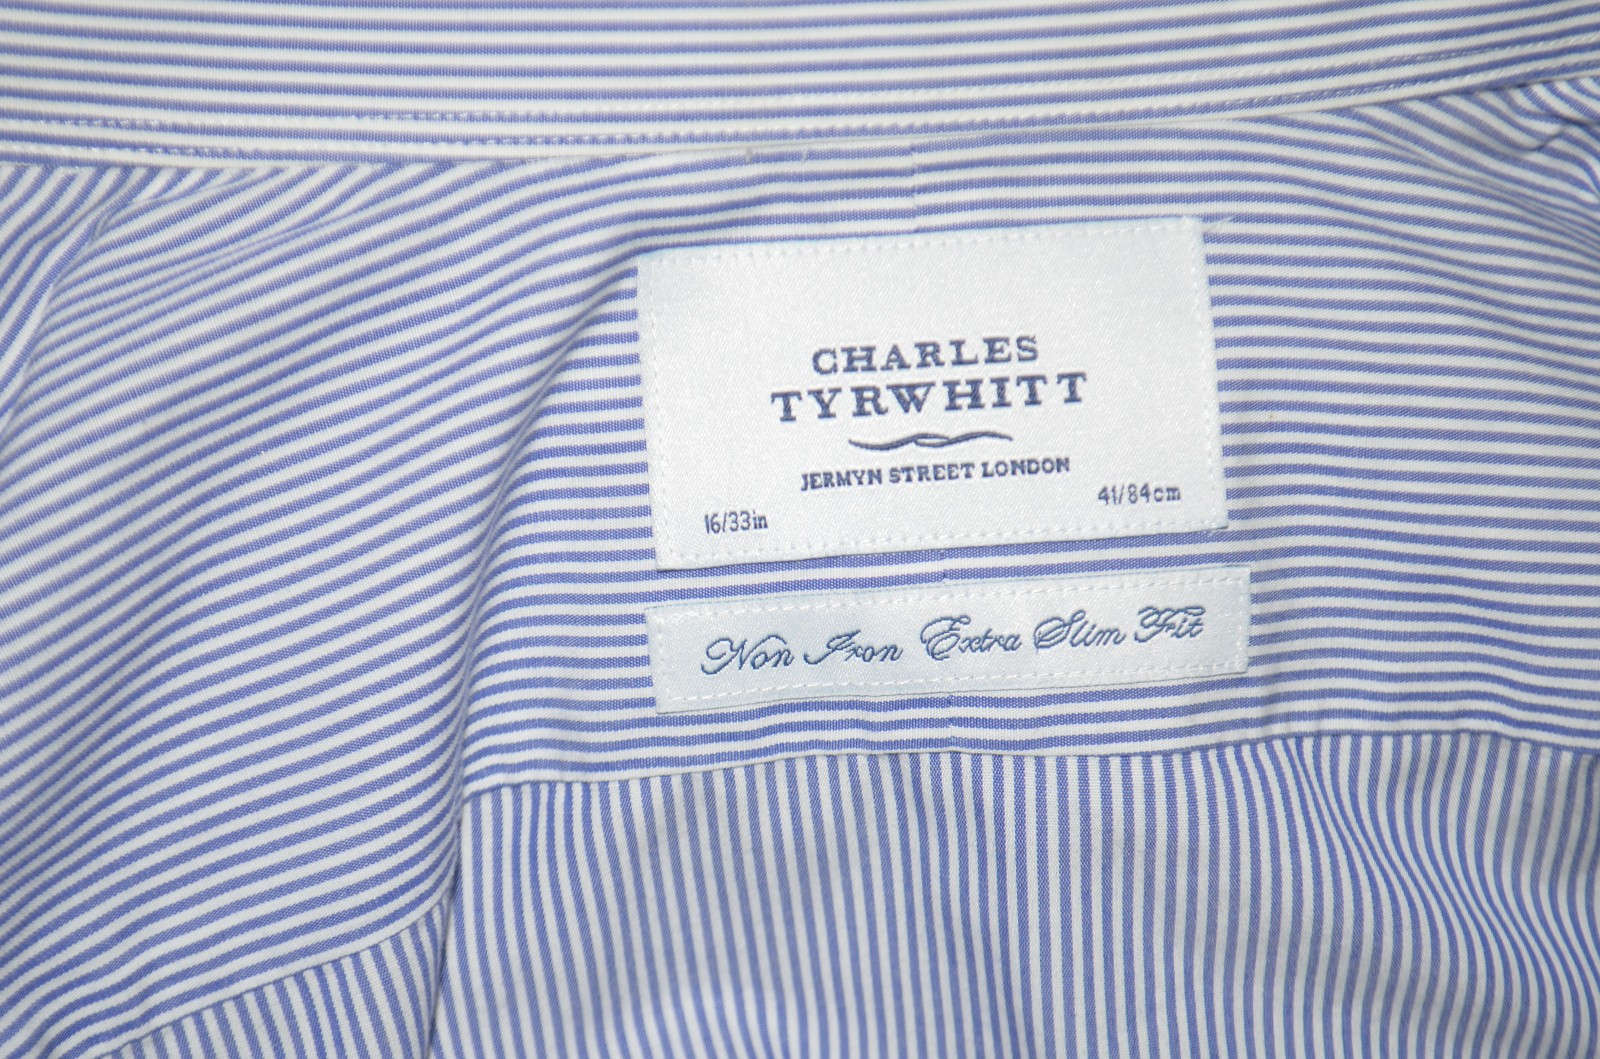 CHARLES
TYRWHITT
JERMYN STREET LONDON
16/33in
41/84cm
Non Iron Extra Slim Fit